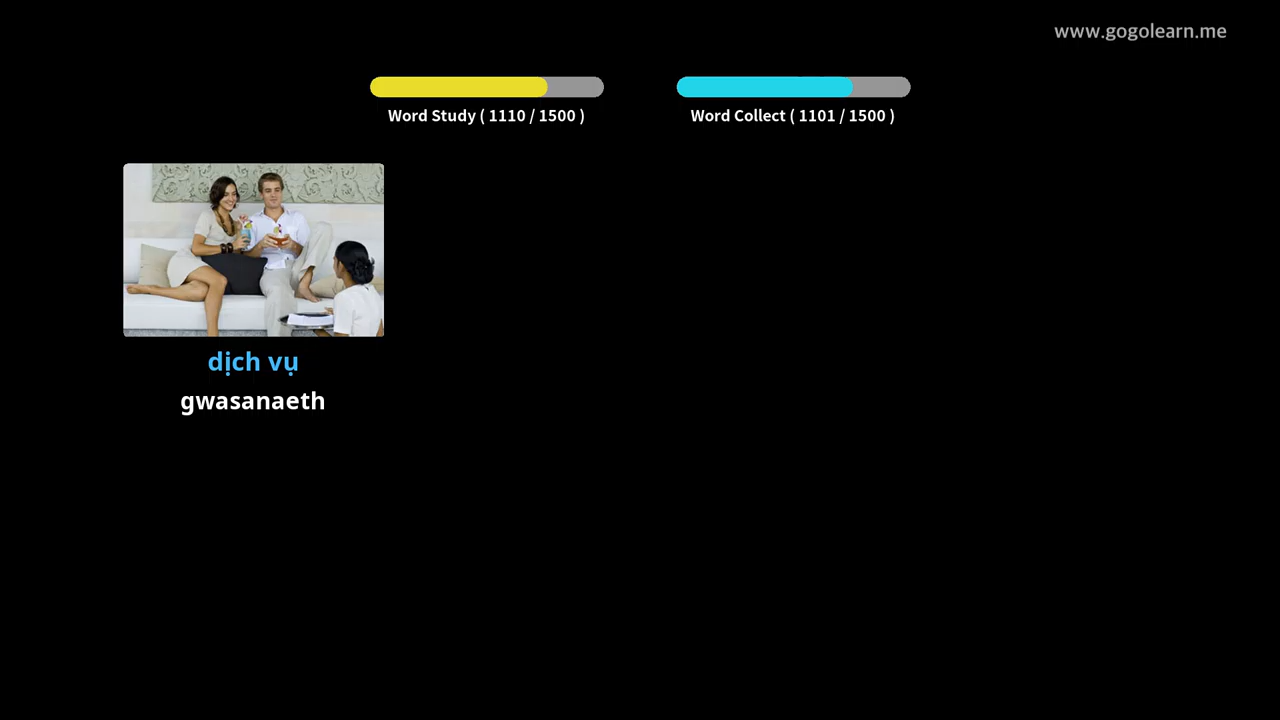 www.gogolearn.me
Word Study ( 1110 / 1500 )
Word Collect ( 1101 / 1500 )
dịch vụ
gwasanaeth